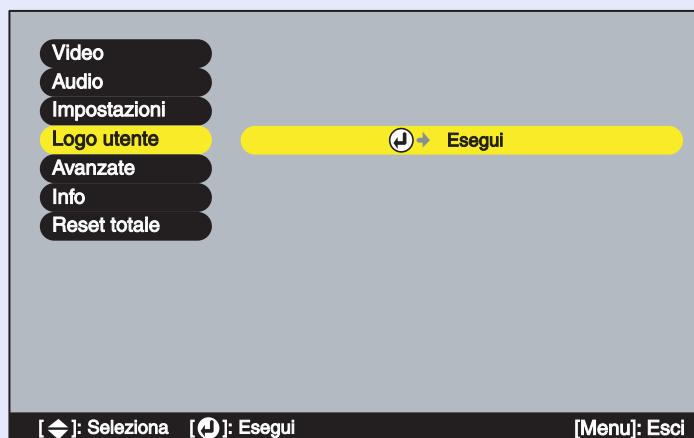 Video
Audio
Impostazioni
Logo utente
Esegui
Avanzate
Info
Reset totale
[ ]: Seleziona [ ]: Esegui [Menu]: Esci